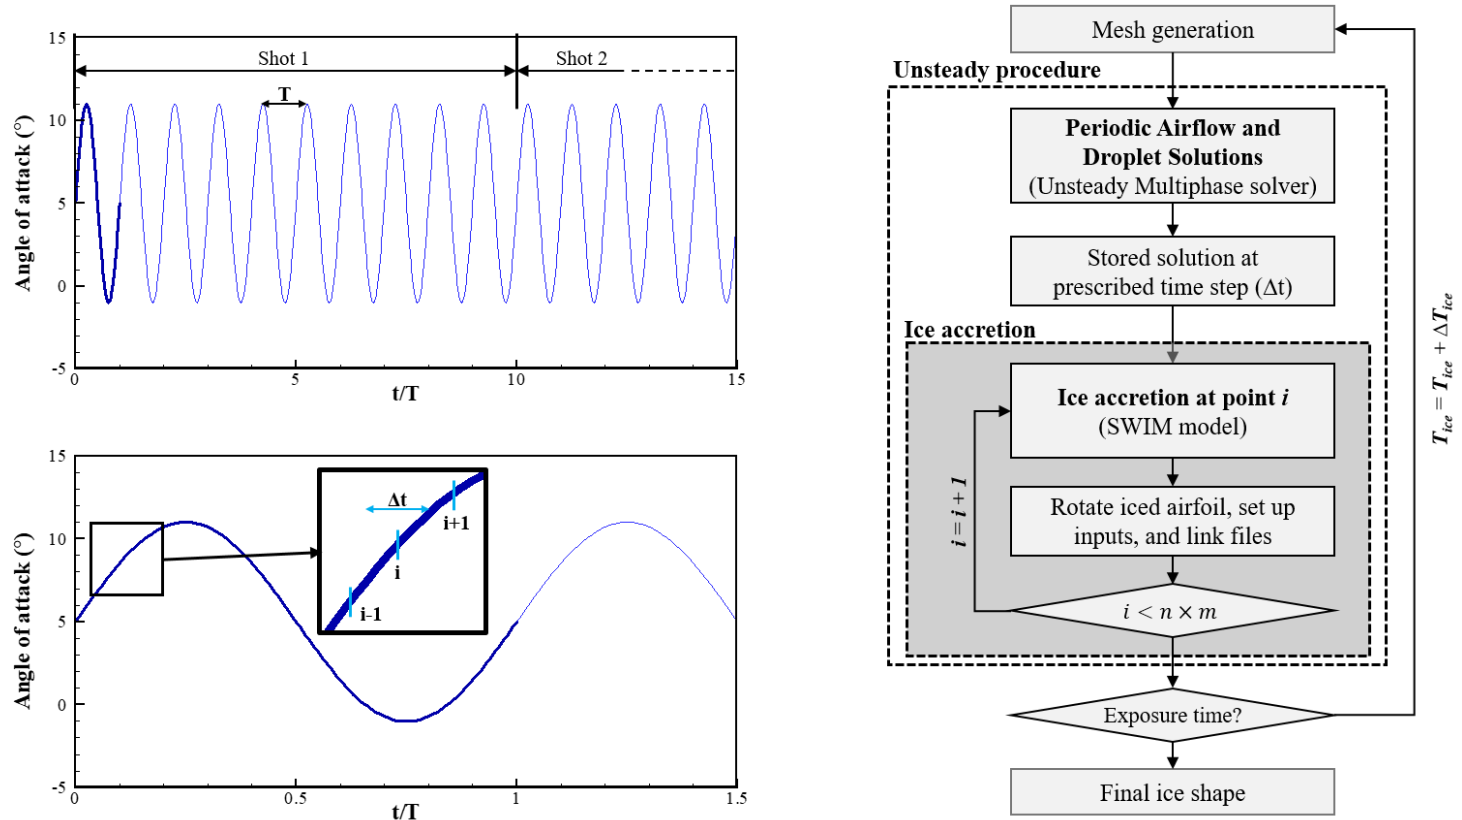 15
10
5
0
-5
Angle of attack (°)
Shot 1
Shot 2
T
0
5
10
15
t/T
15
10
5
0
-5
Angle of attack (°)
Δt
i+1
i
i-1
0
0.5
1
1.5
t/T
Mesh generation
Unsteady procedure
Periodic Airflow and
Droplet Solutions
(Unsteady Multiphase solver)
Stored solution at
prescribed time step (Δt)
Ice accretion
Ice accretion at point i
(SWIM model)
i = i + 1
Rotate iced airfoil, set up
inputs, and link files
i < n × m
Exposure time?
T_ice = T_ice + ΔT_ice
Final ice shape